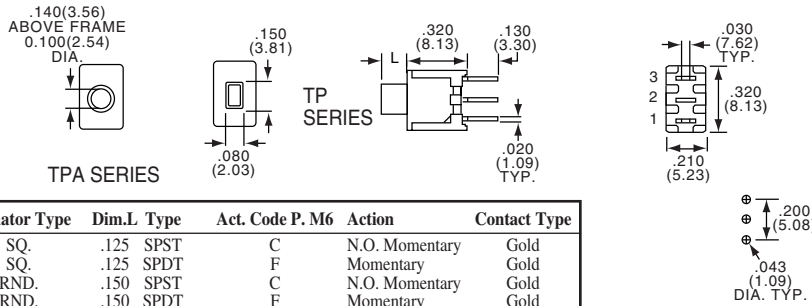 .140(3.56)
ABOVE FRAME
0.100(2.54)
DIA.
TPA SERIES
.150
(3.81)
.080
(2.03)
TP
SERIES
L
.320
(8.13)
.130
(3.30)
.020
(1.09)
TYP.
.030
(7.62)
TYP.
3
2
1
.320
(8.13)
.210
(5.23)
.200
(5.08)
.043
(1.09)
DIA. TYP.
ator Type Dim.L Type Act. Code P. M6 Action Contact Type
SQ. .125 SPST C N.O. Momentary Gold
SQ. .125 SPDT F Momentary Gold
RND. .150 SPST C N.O. Momentary Gold
RND. .150 SPDT F Momentary Gold